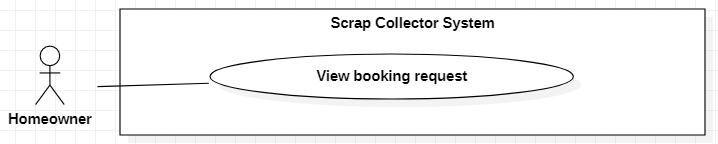 Scrap Collector System
View booking request
Homeowner